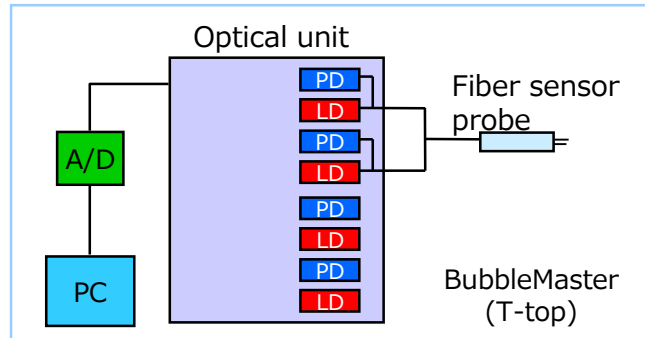 Optical unit
PD
LD
PD
LD
PD
LD
PD
LD
Fiber sensor
probe
A/D
PC
BubbleMaster
(T-top)